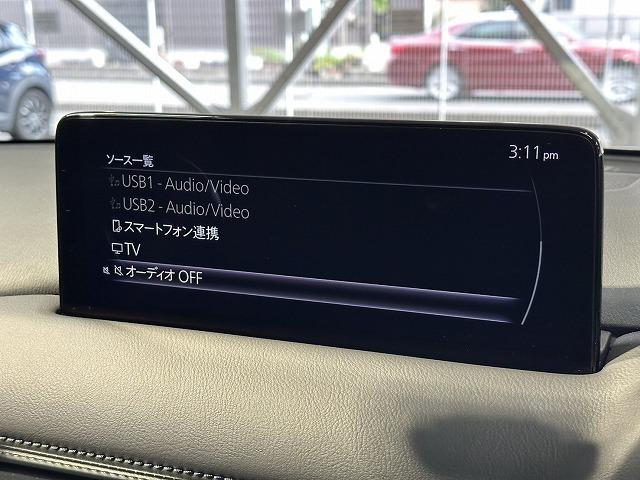 3:11 pm
ソース一覧
USB1 - Audio/Video
USB2 - Audio/Video
スマートフォン連携
TV
オーディオ OFF